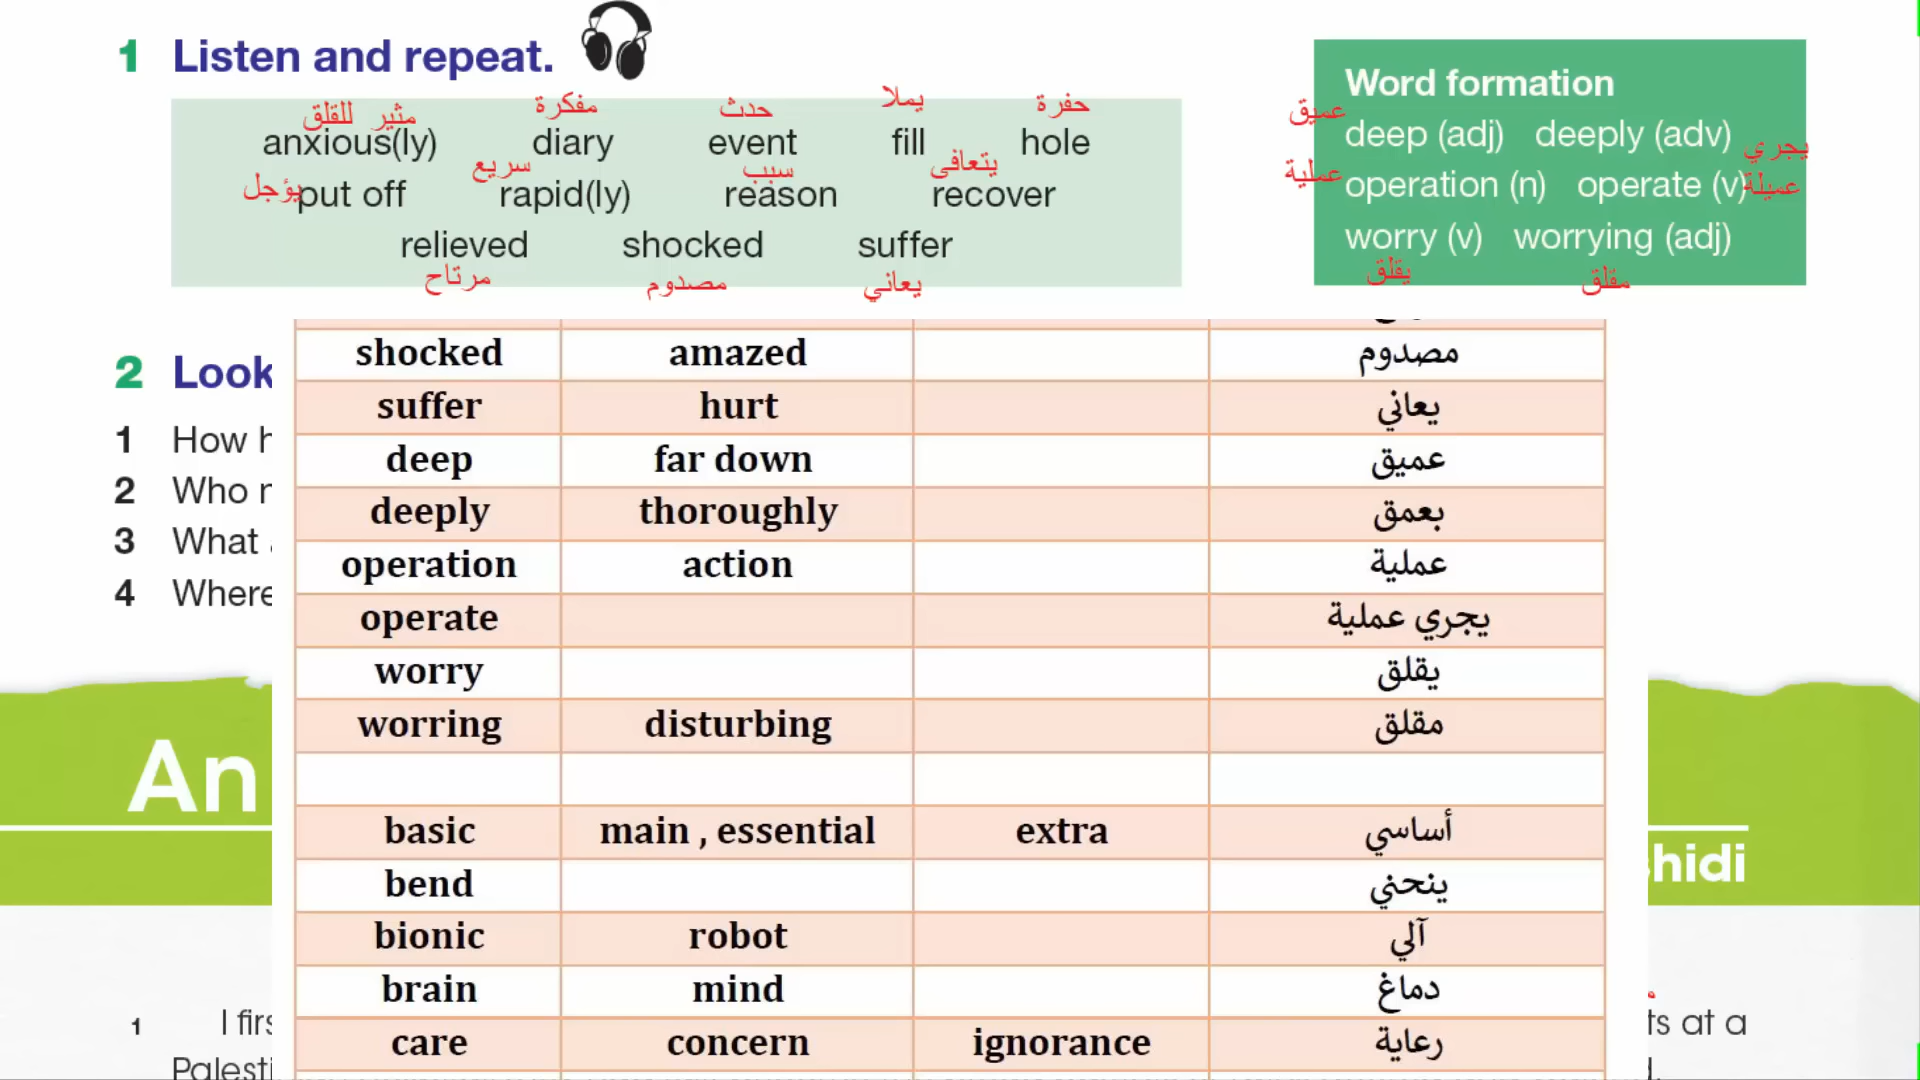 1 Listen and repeat.
مثير للقلق مفكرة حدث يملا حفرة
anxious(ly) diary event fill hole
يؤجل سريع سبب يتعافى
put off rapid(ly) reason recover
relieved shocked suffer
مرتاح مصدوم يعاني
Word formation
عميق
deep (adj) deeply (adv)
عملية يجري
operation (n) operate (v) عميلة
worry (v) worrying (adj)
يقلق مقلق
2 Look
1 How h
2 Who
3 What
4 Where
shocked amazed مصدوم
suffer hurt يعاني
deep far down عميق
deeply thoroughly بعمق
operation action عملية
operate يجري عملية
worry يقلق
worring disturbing مقلق
basic main , essential extra أساسي
bend ينحني
bionic robot آلي
brain mind دماغ
care concern ignorance رعاية
An
hidi
1 I firs
ts at a
Palesti